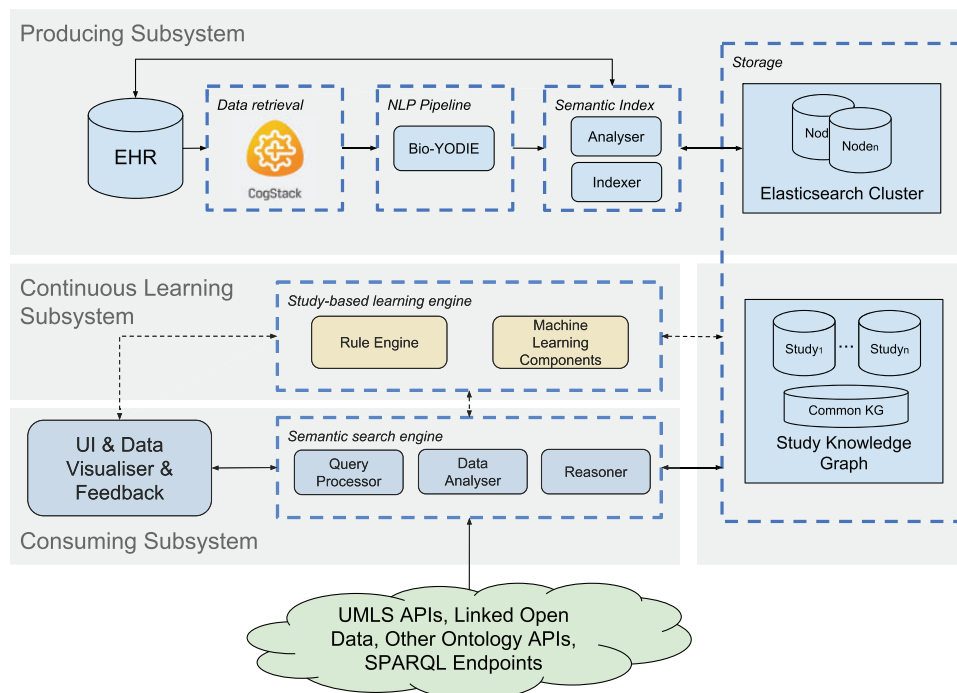 Producing Subsystem
Storage
Data retrieval
NLP Pipeline
Semantic Index
EHR
CogStack
Bio-YODIE
Analyser
Indexer
Nod
Noden
Elasticsearch Cluster
Continuous Learning
Subsystem
Study-based learning engine
Rule Engine
Machine
Learning
Components
Study1
...
Studyn
Common KG
Study Knowledge
Graph
UI & Data
Visualiser &
Feedback
Semantic search engine
Query
Processor
Data
Analyser
Reasoner
Consuming Subsystem
UMLS APIs, Linked Open
Data, Other Ontology APIs,
SPARQL Endpoints